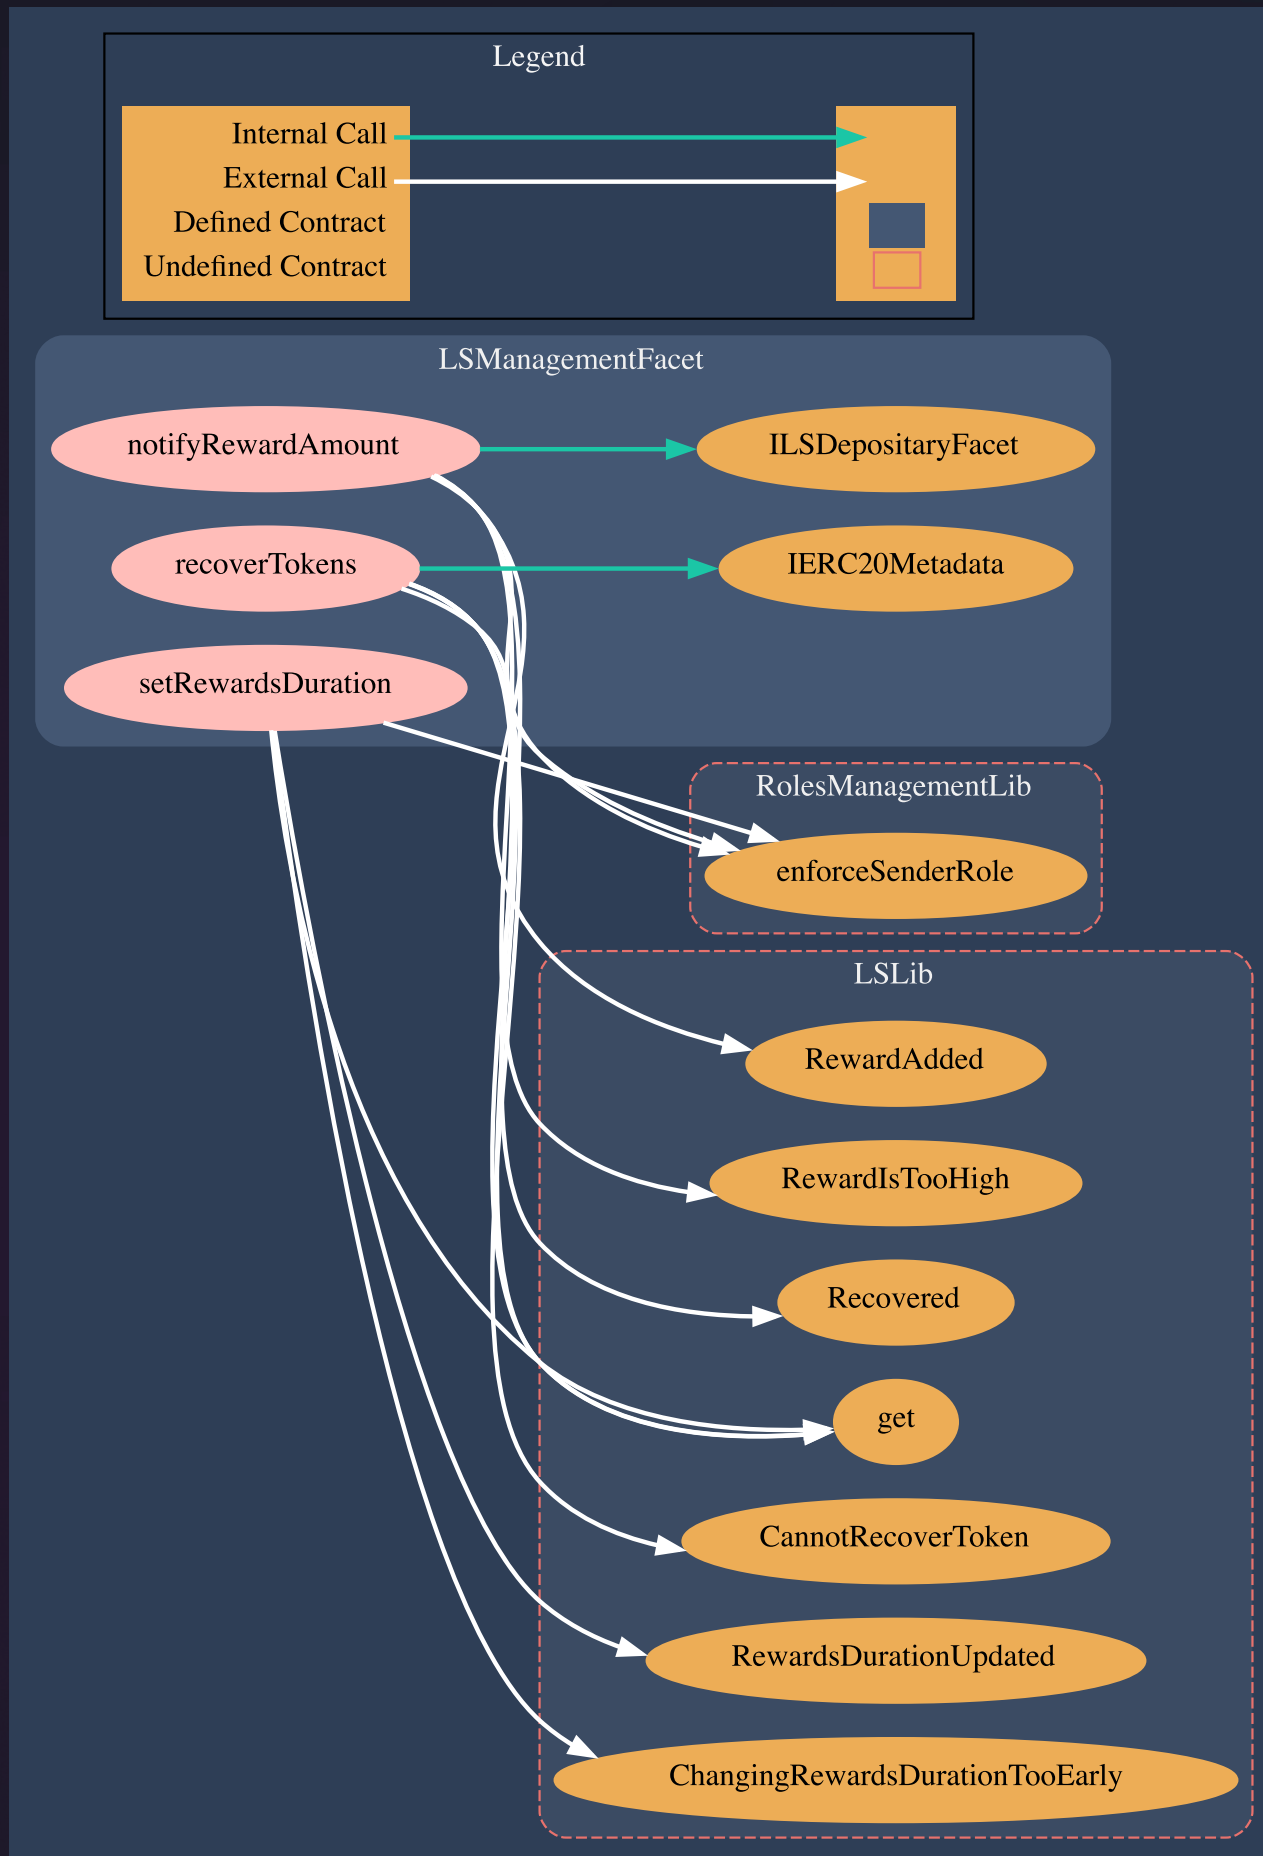 Legend
Internal Call
External Call
Defined Contract
Undefined Contract
LSManagementFacet
notifyRewardAmount
ILSDepositaryFacet
recoverTokens
IERC20Metadata
setRewardsDuration
RolesManagementLib
enforceSenderRole
LSLib
RewardAdded
RewardIsTooHigh
Recovered
get
CannotRecoverToken
RewardsDurationUpdated
ChangingRewardsDurationTooEarly